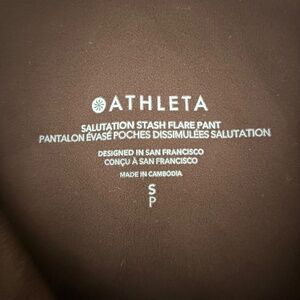 ATHLETA
SALUTATION STASH FLARE PANT
PANTALON ÉVASÉ POCHES DISSIMULÉES SALUTATION
DESIGNED IN SAN FRANCISCO
CONÇU À SAN FRANCISCO
MADE IN CAMBODIA
S
P